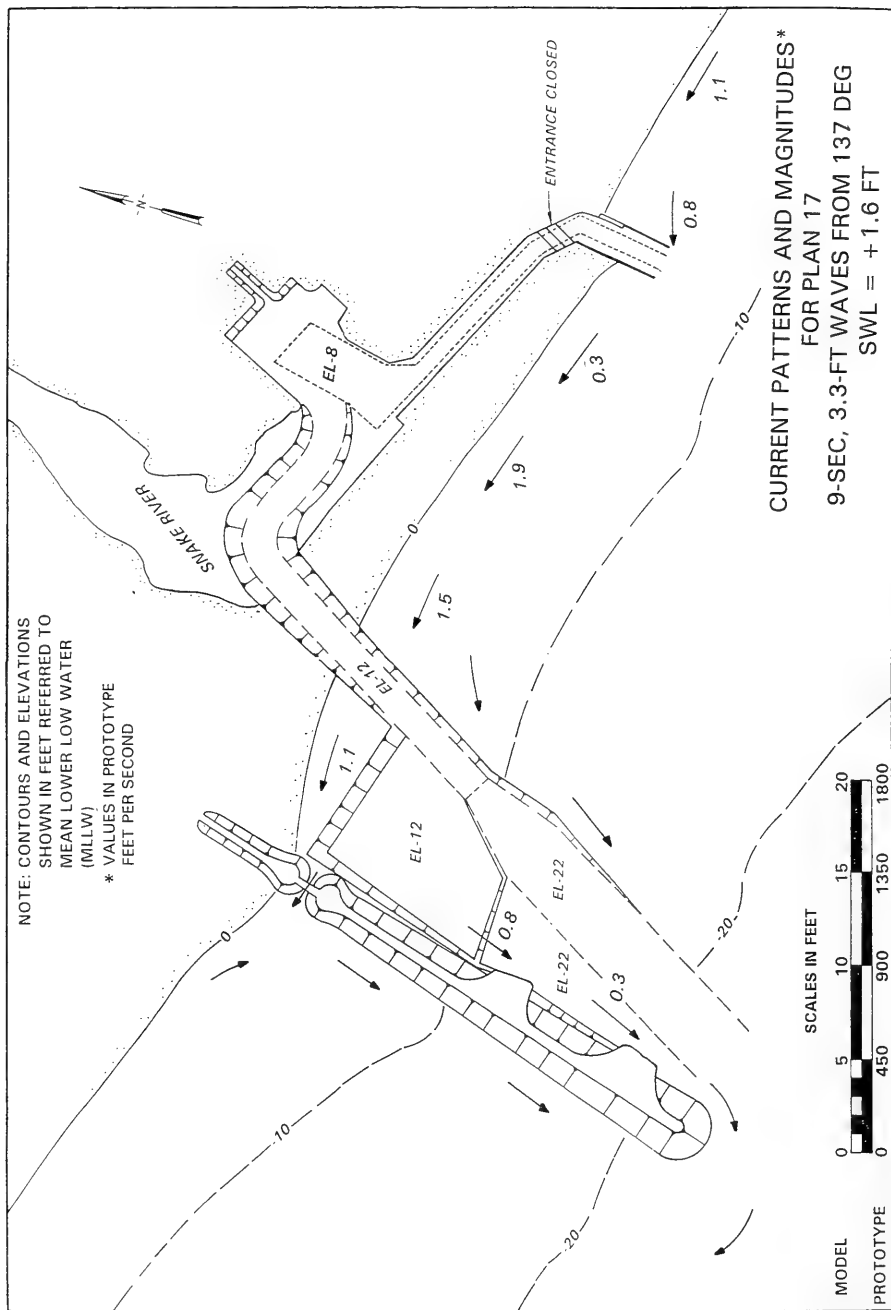 NOTE: CONTOURS AND ELEVATIONS
SHOWN IN FEET REFERRED TO
MEAN LOWER LOW WATER
(MLLW)
* VALUES IN PROTOTYPE
FEET PER SECOND
-N-
SNAKE RIVER
EL-8
ENTRANCE CLOSED
1.1
0.8
0.3
1.9
1.5
0
EL-12
1.1
EL-12
0
0.8
EL-22
EL-22
0.3
-10
-10
-20
-20
CURRENT PATTERNS AND MAGNITUDES*
FOR PLAN 17
9-SEC, 3.3-FT WAVES FROM 137 DEG
SWL = +1.6 FT
SCALES IN FEET
MODEL 0 5 10 15 20
PROTOTYPE 0 450 900 1350 1800